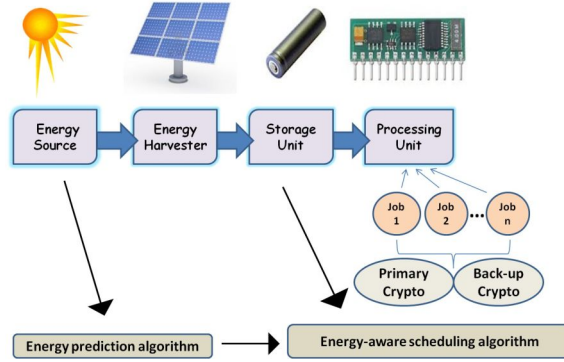 Energy
Source
Energy
Harvester
Storage
Unit
Processing
Unit
Job
1
Job
2
...
Job
n
Primary
Crypto
Back-up
Crypto
Energy prediction algorithm
Energy-aware scheduling algorithm